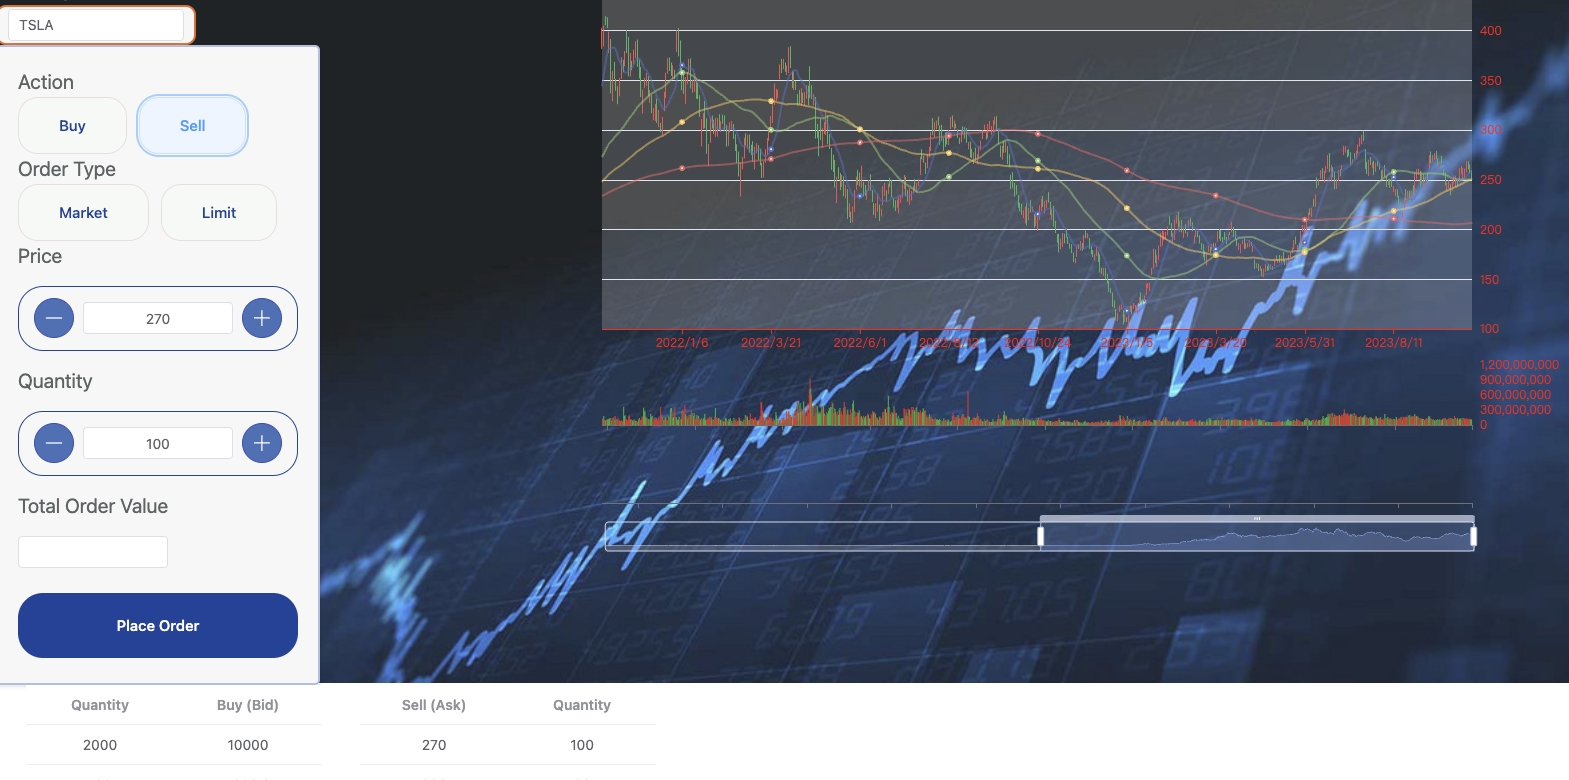 TSLA
Action
Buy Sell
Order Type
Market Limit
Price
270
Quantity
100
Total Order Value
Place Order
400
350
300
250
200
150
100
2022/1/6 2022/3/21 2022/6/1 2022/8/12 2022/10/24 2023/1/5 2023/3/20 2023/5/31 2023/8/11
1,200,000,000
900,000,000
600,000,000
300,000,000
0
Quantity Buy (Bid) Sell (Ask) Quantity
2000 10000 270 100